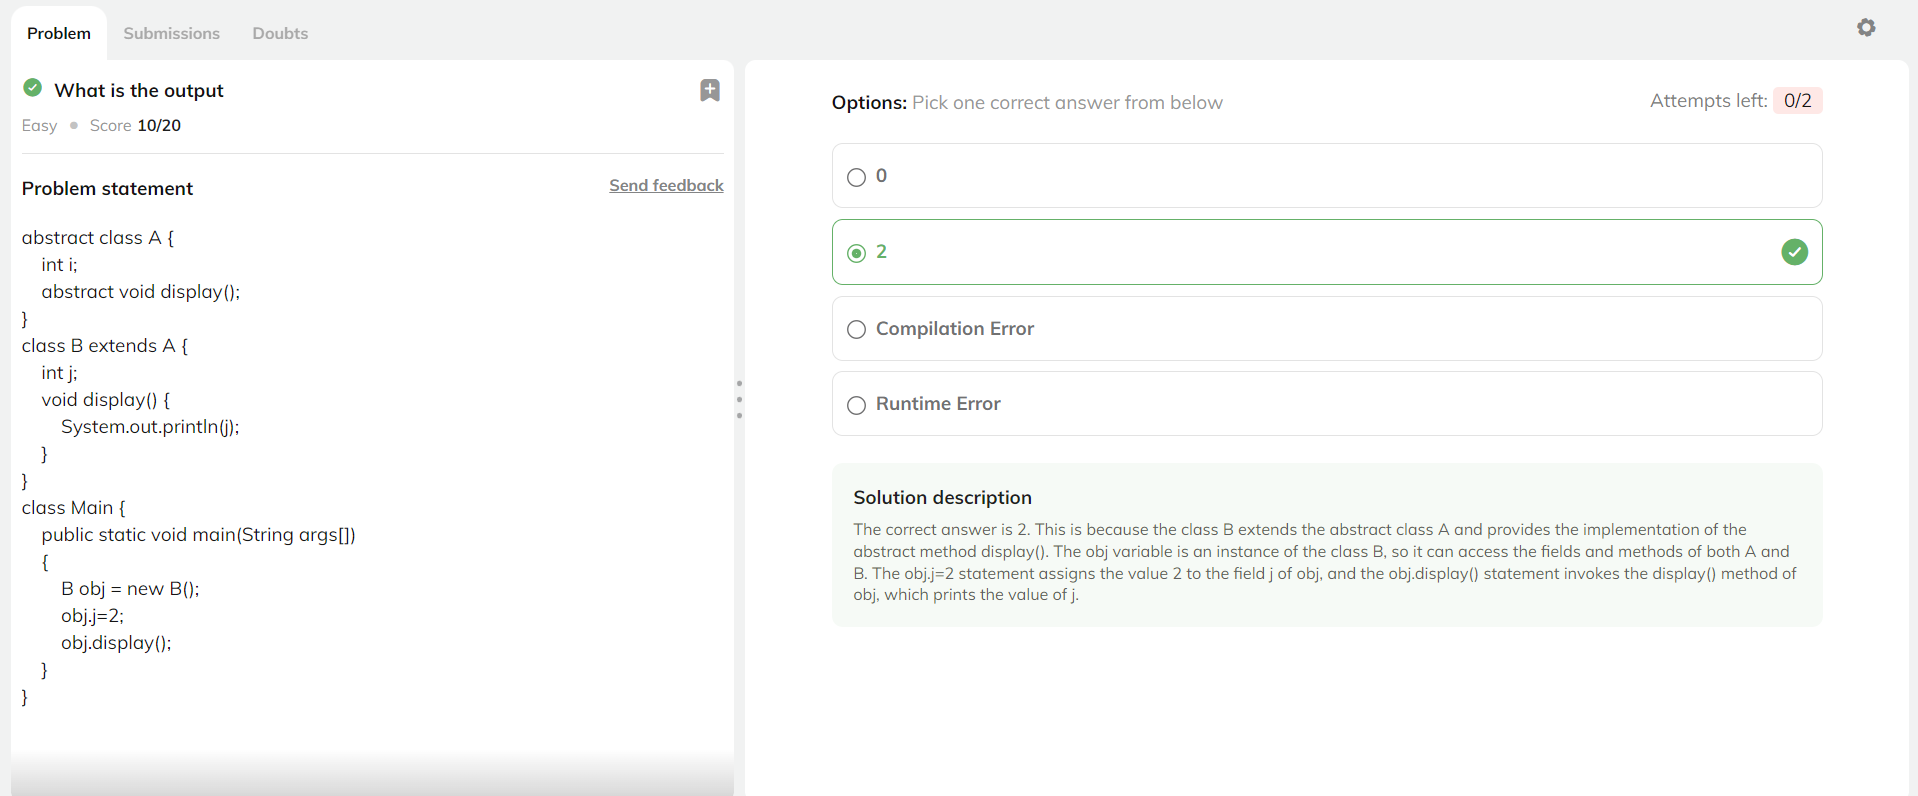 Problem
Submissions
Doubts
What is the output
Easy • Score 10/20
Problem statement
Send feedback
abstract class A {
int i;
abstract void display();
}
class B extends A {
int j;
void display() {
System.out.println(j);
}
}
class Main {
public static void main(String args[])
{
B obj = new B();
obj.j=2;
obj.display();
}
}
Options: Pick one correct answer from below
Attempts left: 0/2
0
2
Compilation Error
Runtime Error
Solution description
The correct answer is 2. This is because the class B extends the abstract class A and provides the implementation of the
abstract method display(). The obj variable is an instance of the class B, so it can access the fields and methods of both A and
B. The obj.j=2 statement assigns the value 2 to the field j of obj, and the obj.display() statement invokes the display() method of
obj, which prints the value of j.